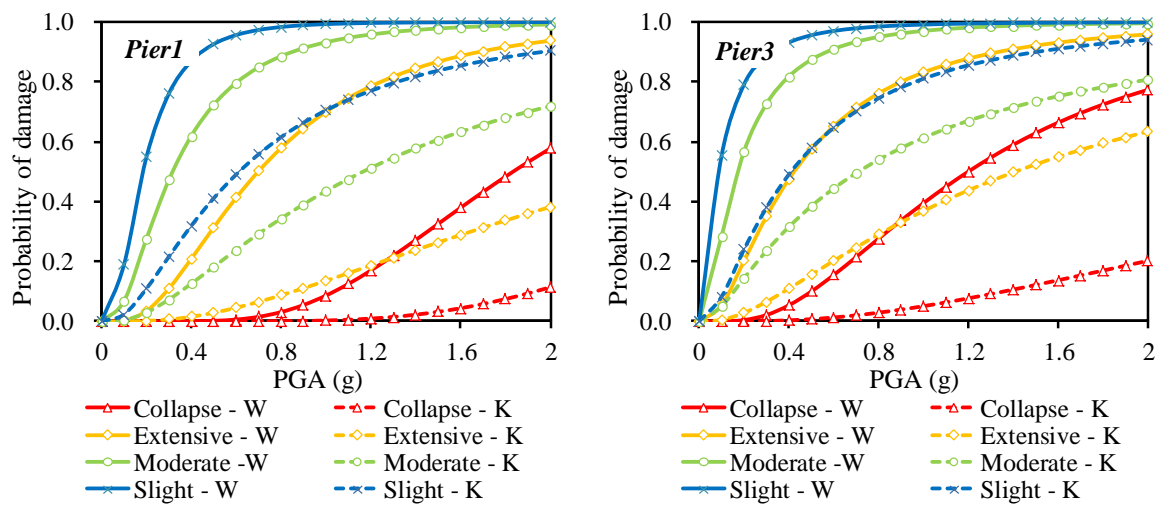 Pier1
Probability of damage
1.0
0.8
0.6
0.4
0.2
0.0
0 0.4 0.8 1.2 1.6 2
PGA (g)
Collapse - W
Collapse - K
Extensive - W
Extensive - K
Moderate -W
Moderate - K
Slight - W
Slight - K
Pier3
Probability of damage
1.0
0.8
0.6
0.4
0.2
0.0
0 0.4 0.8 1.2 1.6 2
PGA (g)
Collapse - W
Collapse - K
Extensive - W
Extensive - K
Moderate -W
Moderate - K
Slight - W
Slight - K